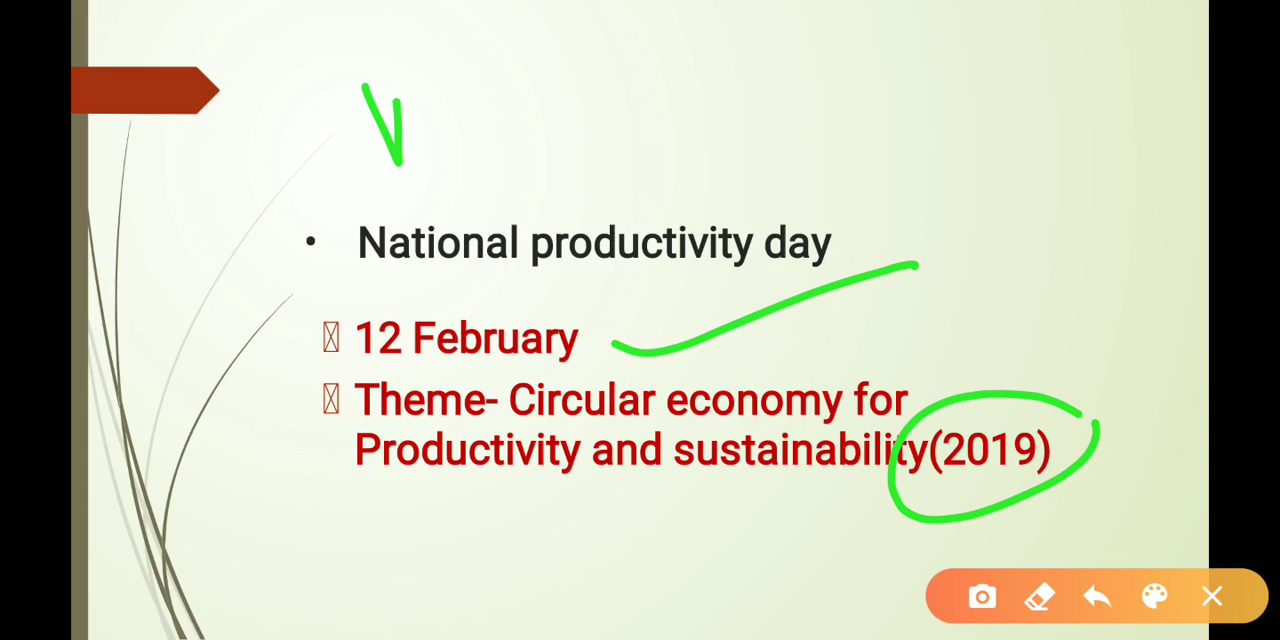 • National productivity day
12 February
Theme- Circular economy for
Productivity and sustainability(2019)